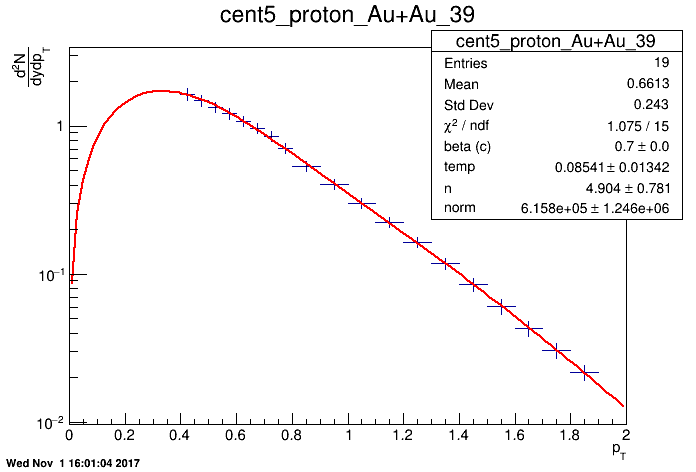 cent5_proton_Au+Au_39
cent5_proton_Au+Au_39
Entries 19
Mean 0.6613
Std Dev 0.243
χ² / ndf 1.075 / 15
beta (c) 0.7 ± 0.0
temp 0.08541 ± 0.01342
n 4.904 ± 0.781
norm 6.158e+05 ± 1.246e+06
d²N
dydp_T
1
10⁻¹
10⁻²
0 0.2 0.4 0.6 0.8 1 1.2 1.4 1.6 1.8 2
p_T
Wed Nov 1 16:01:04 2017